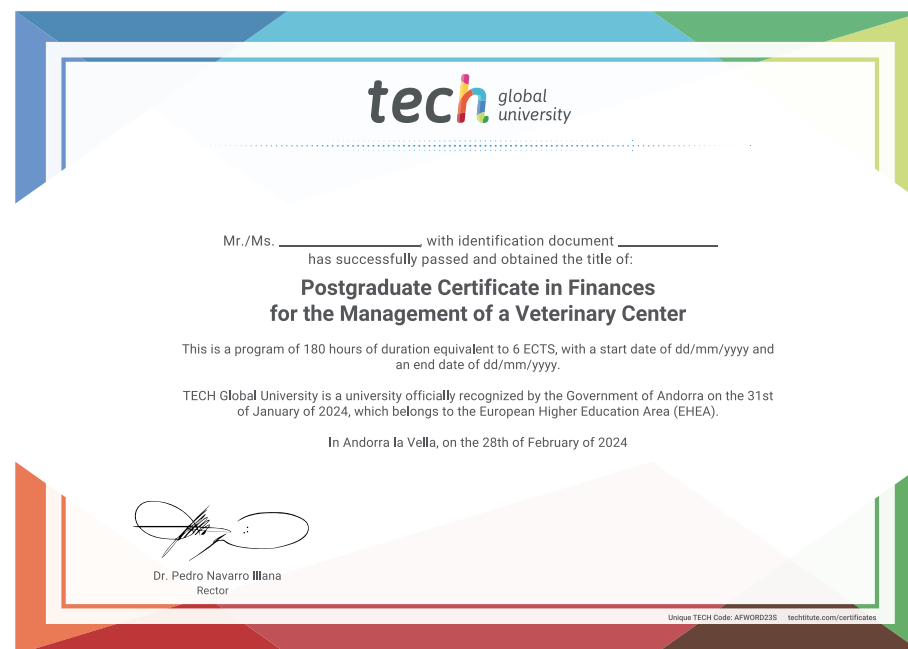 tech global university
Mr./Ms. ____________________, with identification document ______________
has successfully passed and obtained the title of:
Postgraduate Certificate in Finances
for the Management of a Veterinary Center
This is a program of 180 hours of duration equivalent to 6 ECTS, with a start date of dd/mm/yyyy and
an end date of dd/mm/yyyy.
TECH Global University is a university officially recognized by the Government of Andorra on the 31st
of January of 2024, which belongs to the European Higher Education Area (EHEA).
In Andorra la Vella, on the 28th of February of 2024
Dr. Pedro Navarro Illana
Rector
Unique TECH Code: AFWORD23S techtitute.com/certificates